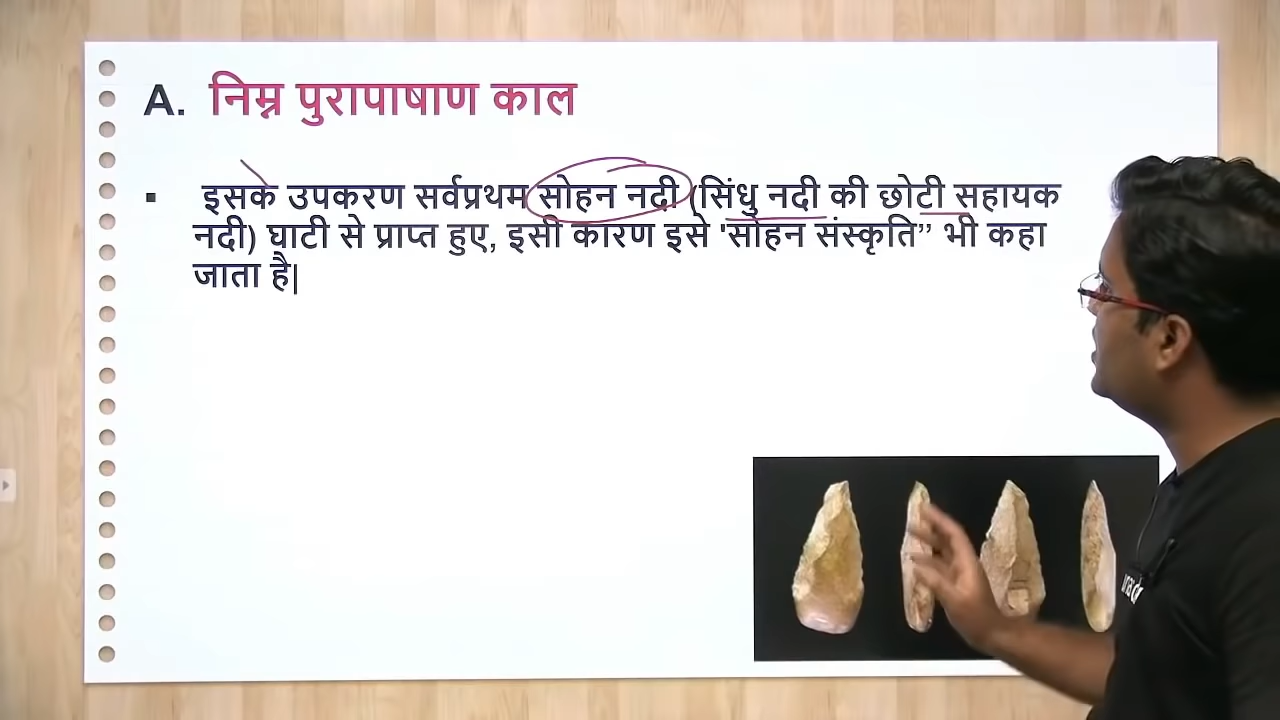 A. निम्न पुरापाषाण काल
▪ इसके उपकरण सर्वप्रथम सोहन नदी (सिंधु नदी की छोटी सहायक
नदी) घाटी से प्राप्त हुए, इसी कारण इसे 'सोहन संस्कृति’’ भी कहा
जाता है|